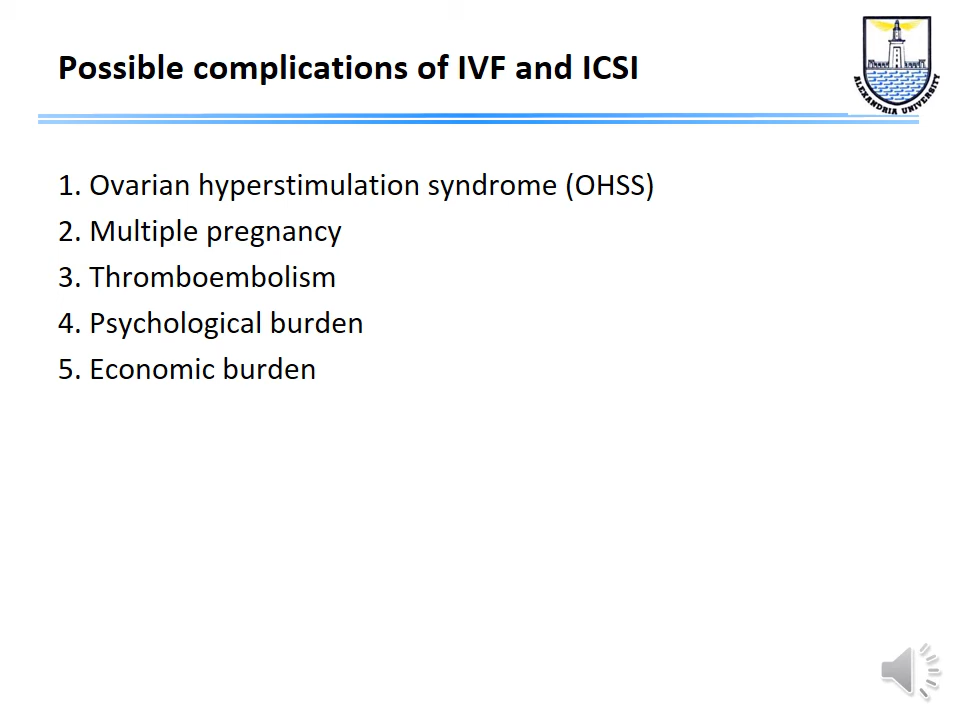 Possible complications of IVF and ICSI
ALEXANDRIA UNIVERSITY
1. Ovarian hyperstimulation syndrome (OHSS)
2. Multiple pregnancy
3. Thromboembolism
4. Psychological burden
5. Economic burden